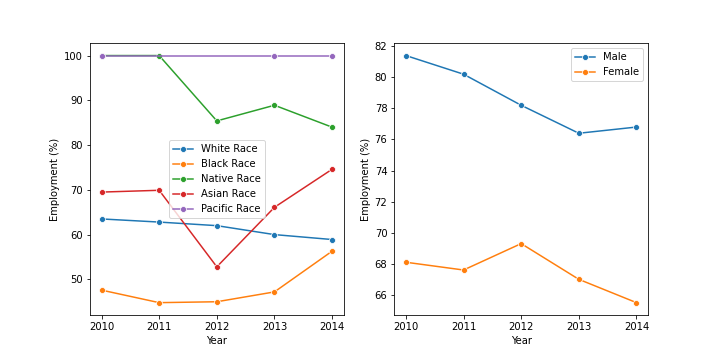 100
90
80
70
60
50
Employment (%)
2010 2011 2012 2013 2014
Year
White Race
Black Race
Native Race
Asian Race
Pacific Race
82
80
78
76
74
72
70
68
66
Employment (%)
2010 2011 2012 2013 2014
Year
Male
Female